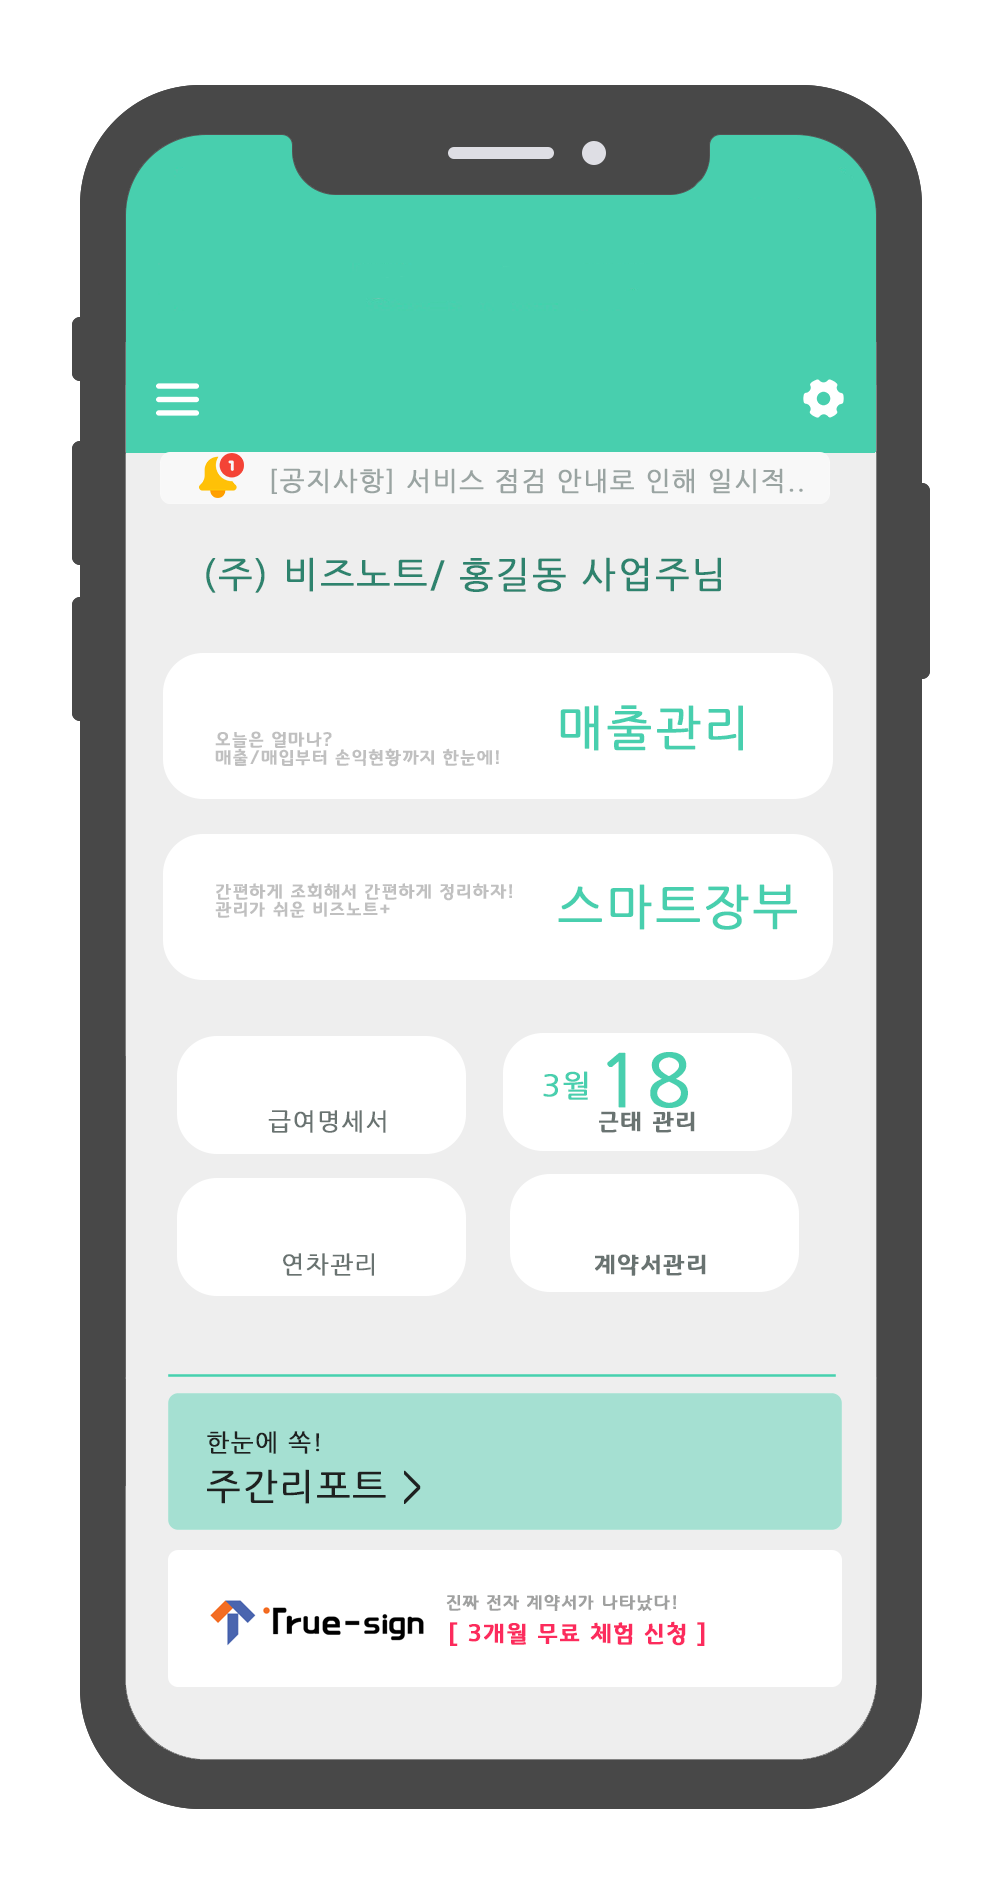 1
[공지사항] 서비스 점검 안내로 인해 일시적..
(주) 비즈노트/ 홍길동 사업주님
오늘은 얼마나?
매출/매입부터 손익현황까지 한눈에!
매출관리
간편하게 조회해서 간편하게 정리하자!
관리가 쉬운 비즈노트+
스마트장부
급여명세서
3월 18
근태 관리
연차관리
계약서관리
한눈에 쏙!
주간리포트 >
True-sign
진짜 전자 계약서가 나타났다!
[ 3개월 무료 체험 신청 ]